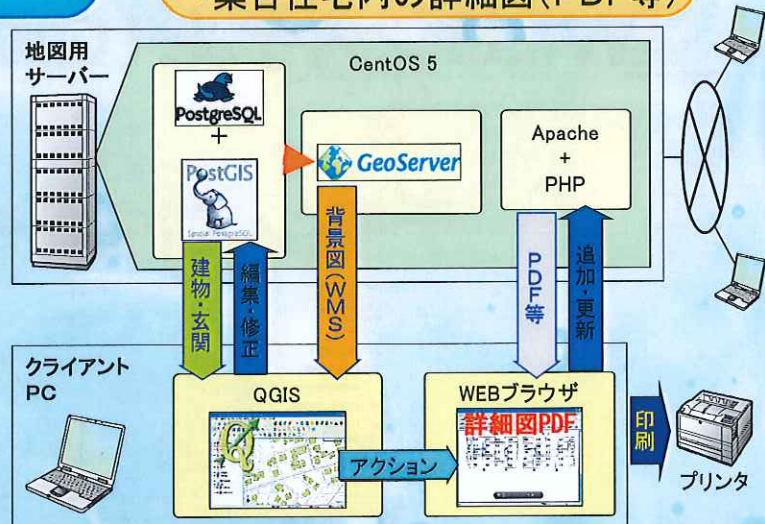 集合住宅内の詳細図(PDF等)
地図用
サーバー
CentOS 5
PostgreSQL
+
PostGIS
Spatial PostgreSQL
GeoServer
Apache
+
PHP
建物・玄関
編集・修正
背景図(WMS)
PDF等
追加・更新
クライアント
PC
QGIS
WEBブラウザ
詳細図PDF
アクション
印刷
プリンタ